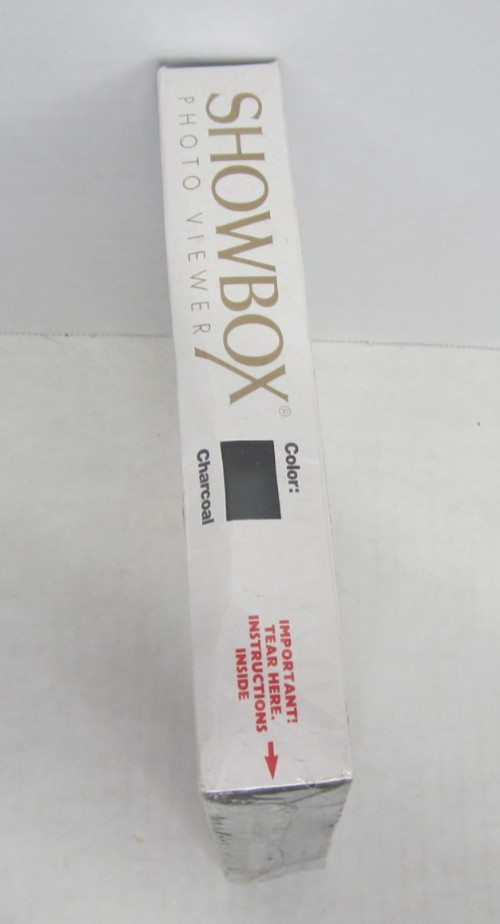 SHOWBOX®
PHOTO VIEWER
Color:
Charcoal
IMPORTANT!
TEAR HERE.
INSTRUCTIONS
INSIDE